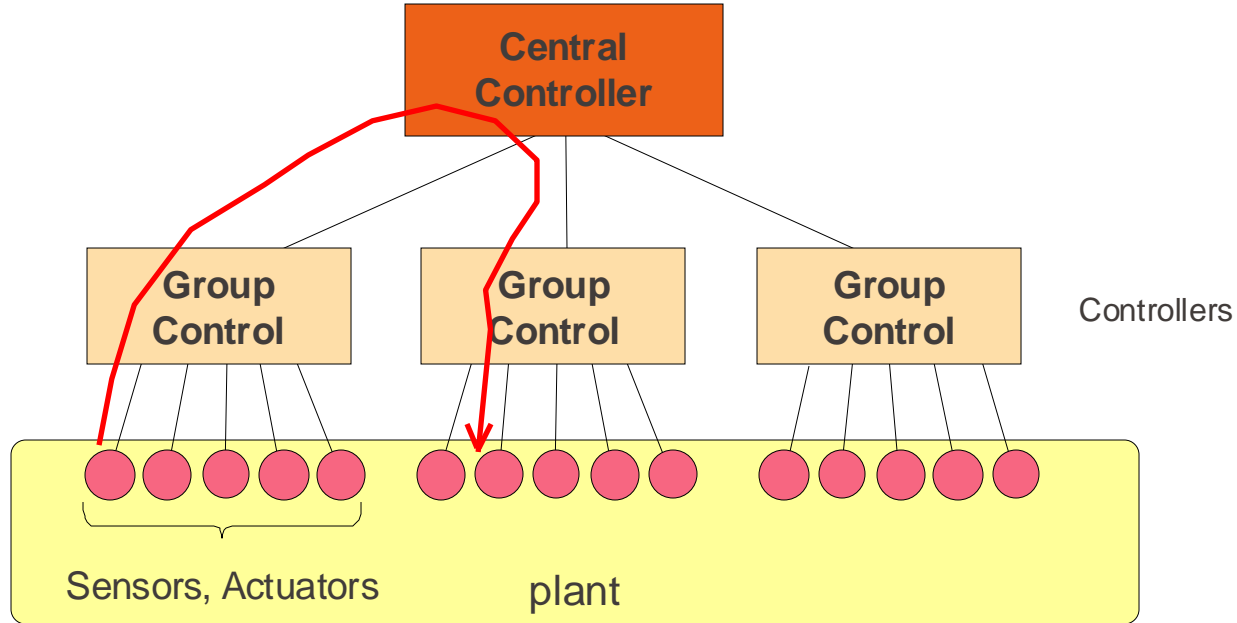 Central
Controller
Group
Control
Group
Control
Group
Control
Controllers
Sensors, Actuators
plant